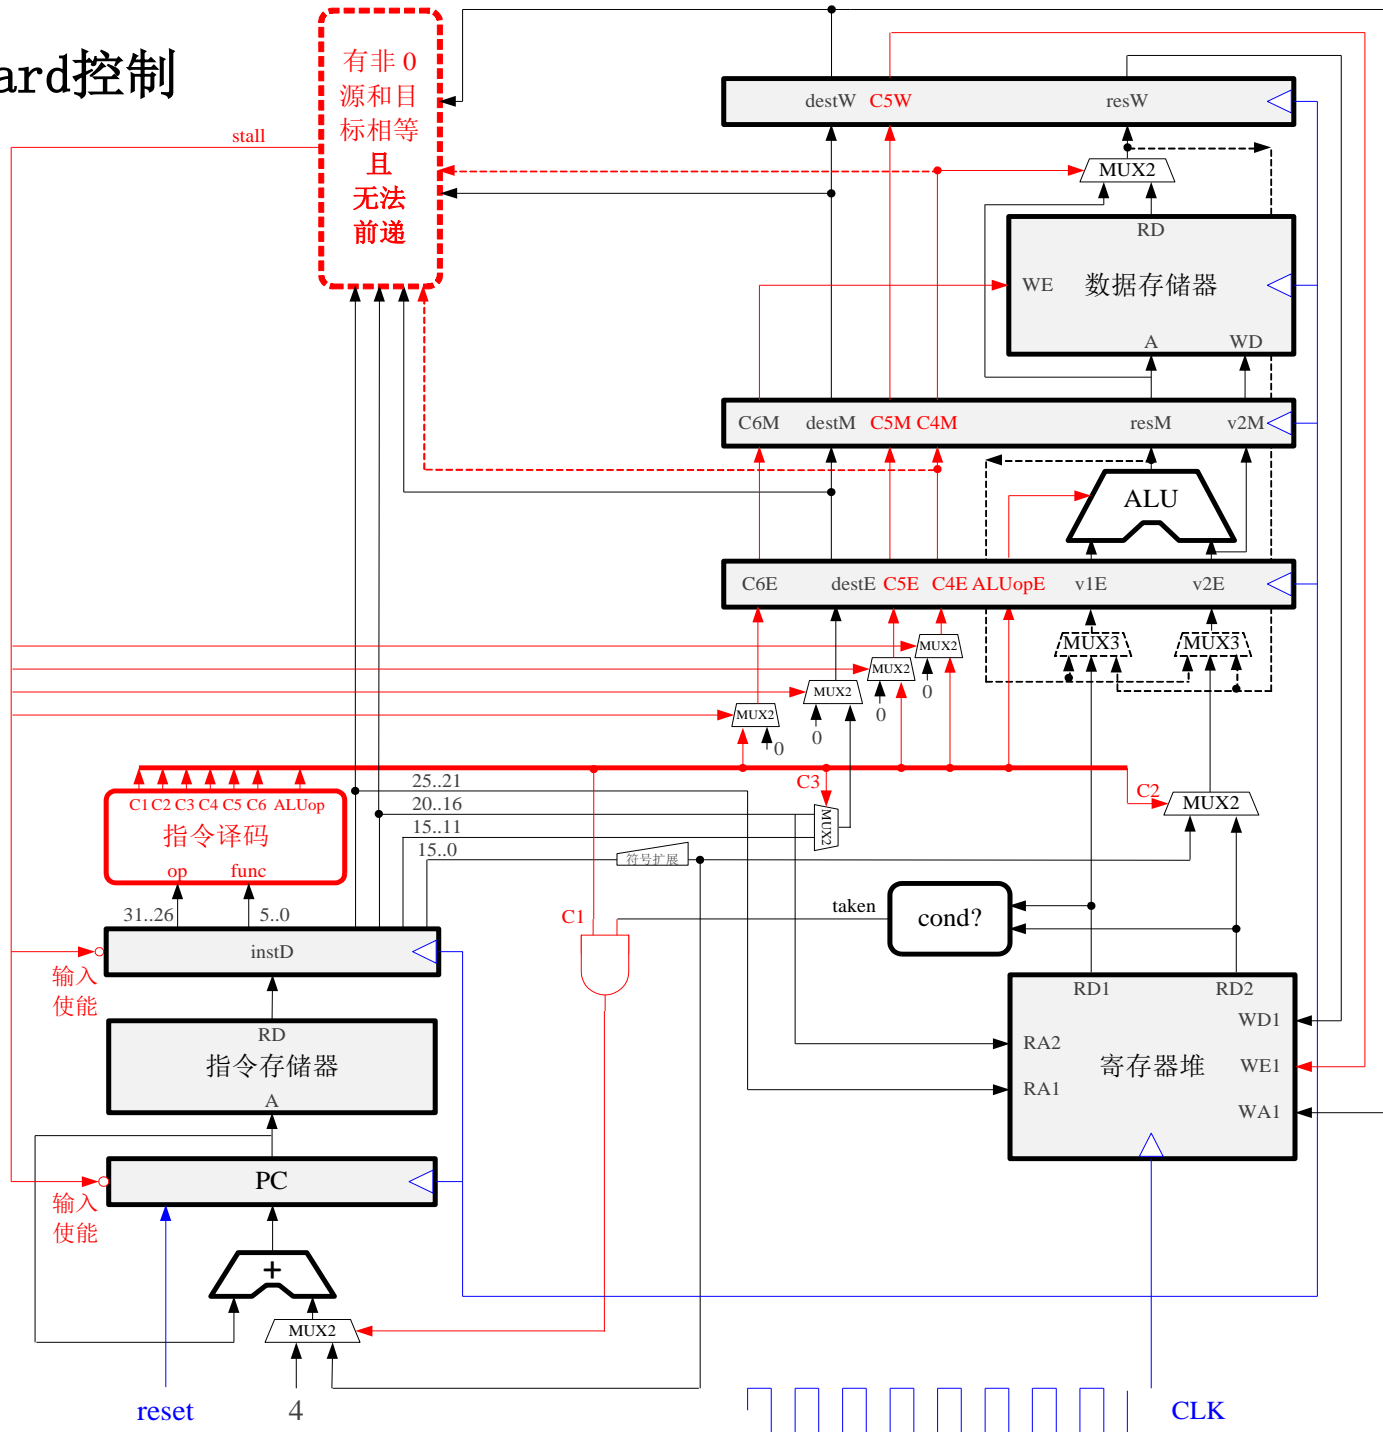 ard控制
有非 0
源和目
标相等
且
无法
前递
stall
destW C5W resW
MUX2
RD
WE 数据存储器
A WD
C6M destM C5M C4M resM v2M
ALU
C6E destE C5E C4E ALUopE v1E v2E
MUX2 MUX3 MUX3
MUX2
MUX2 0
MUX2 0
0 0
C1 C2 C3 C4 C5 C6 ALUop
指令译码
op func
31..26 5..0
25..21
20..16
15..11
15..0
C3
MUX2
符号扩展
C2
MUX2
taken cond?
C1
instD
输入
使能
RD
指令存储器
A
PC
输入
使能
+
MUX2
reset 4
RD1 RD2
WD1
RA2
寄存器堆 WE1
RA1
WA1
CLK